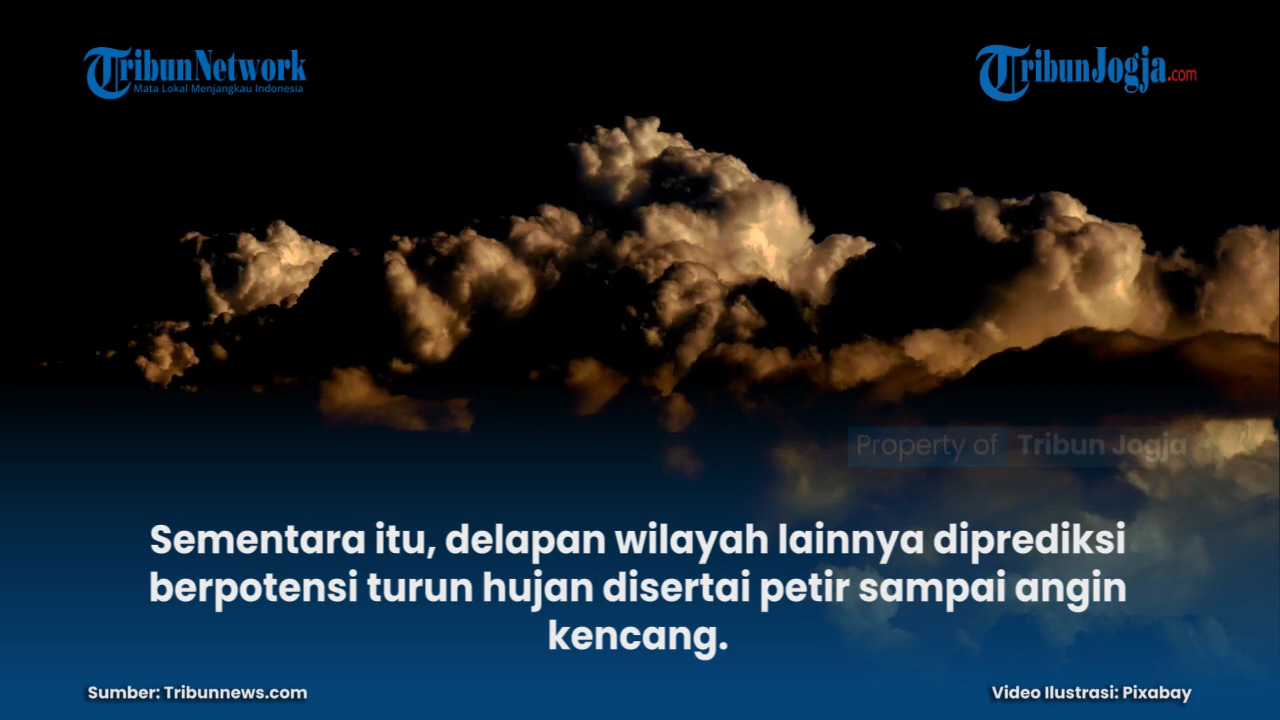 TribunNetwork
Mata Lokal Menjangkau Indonesia
TribunJogja.com
Property of Tribun Jogja
Sementara itu, delapan wilayah lainnya diprediksi
berpotensi turun hujan disertai petir sampai angin
kencang.
Sumber: Tribunnews.com
Video Ilustrasi: Pixabay